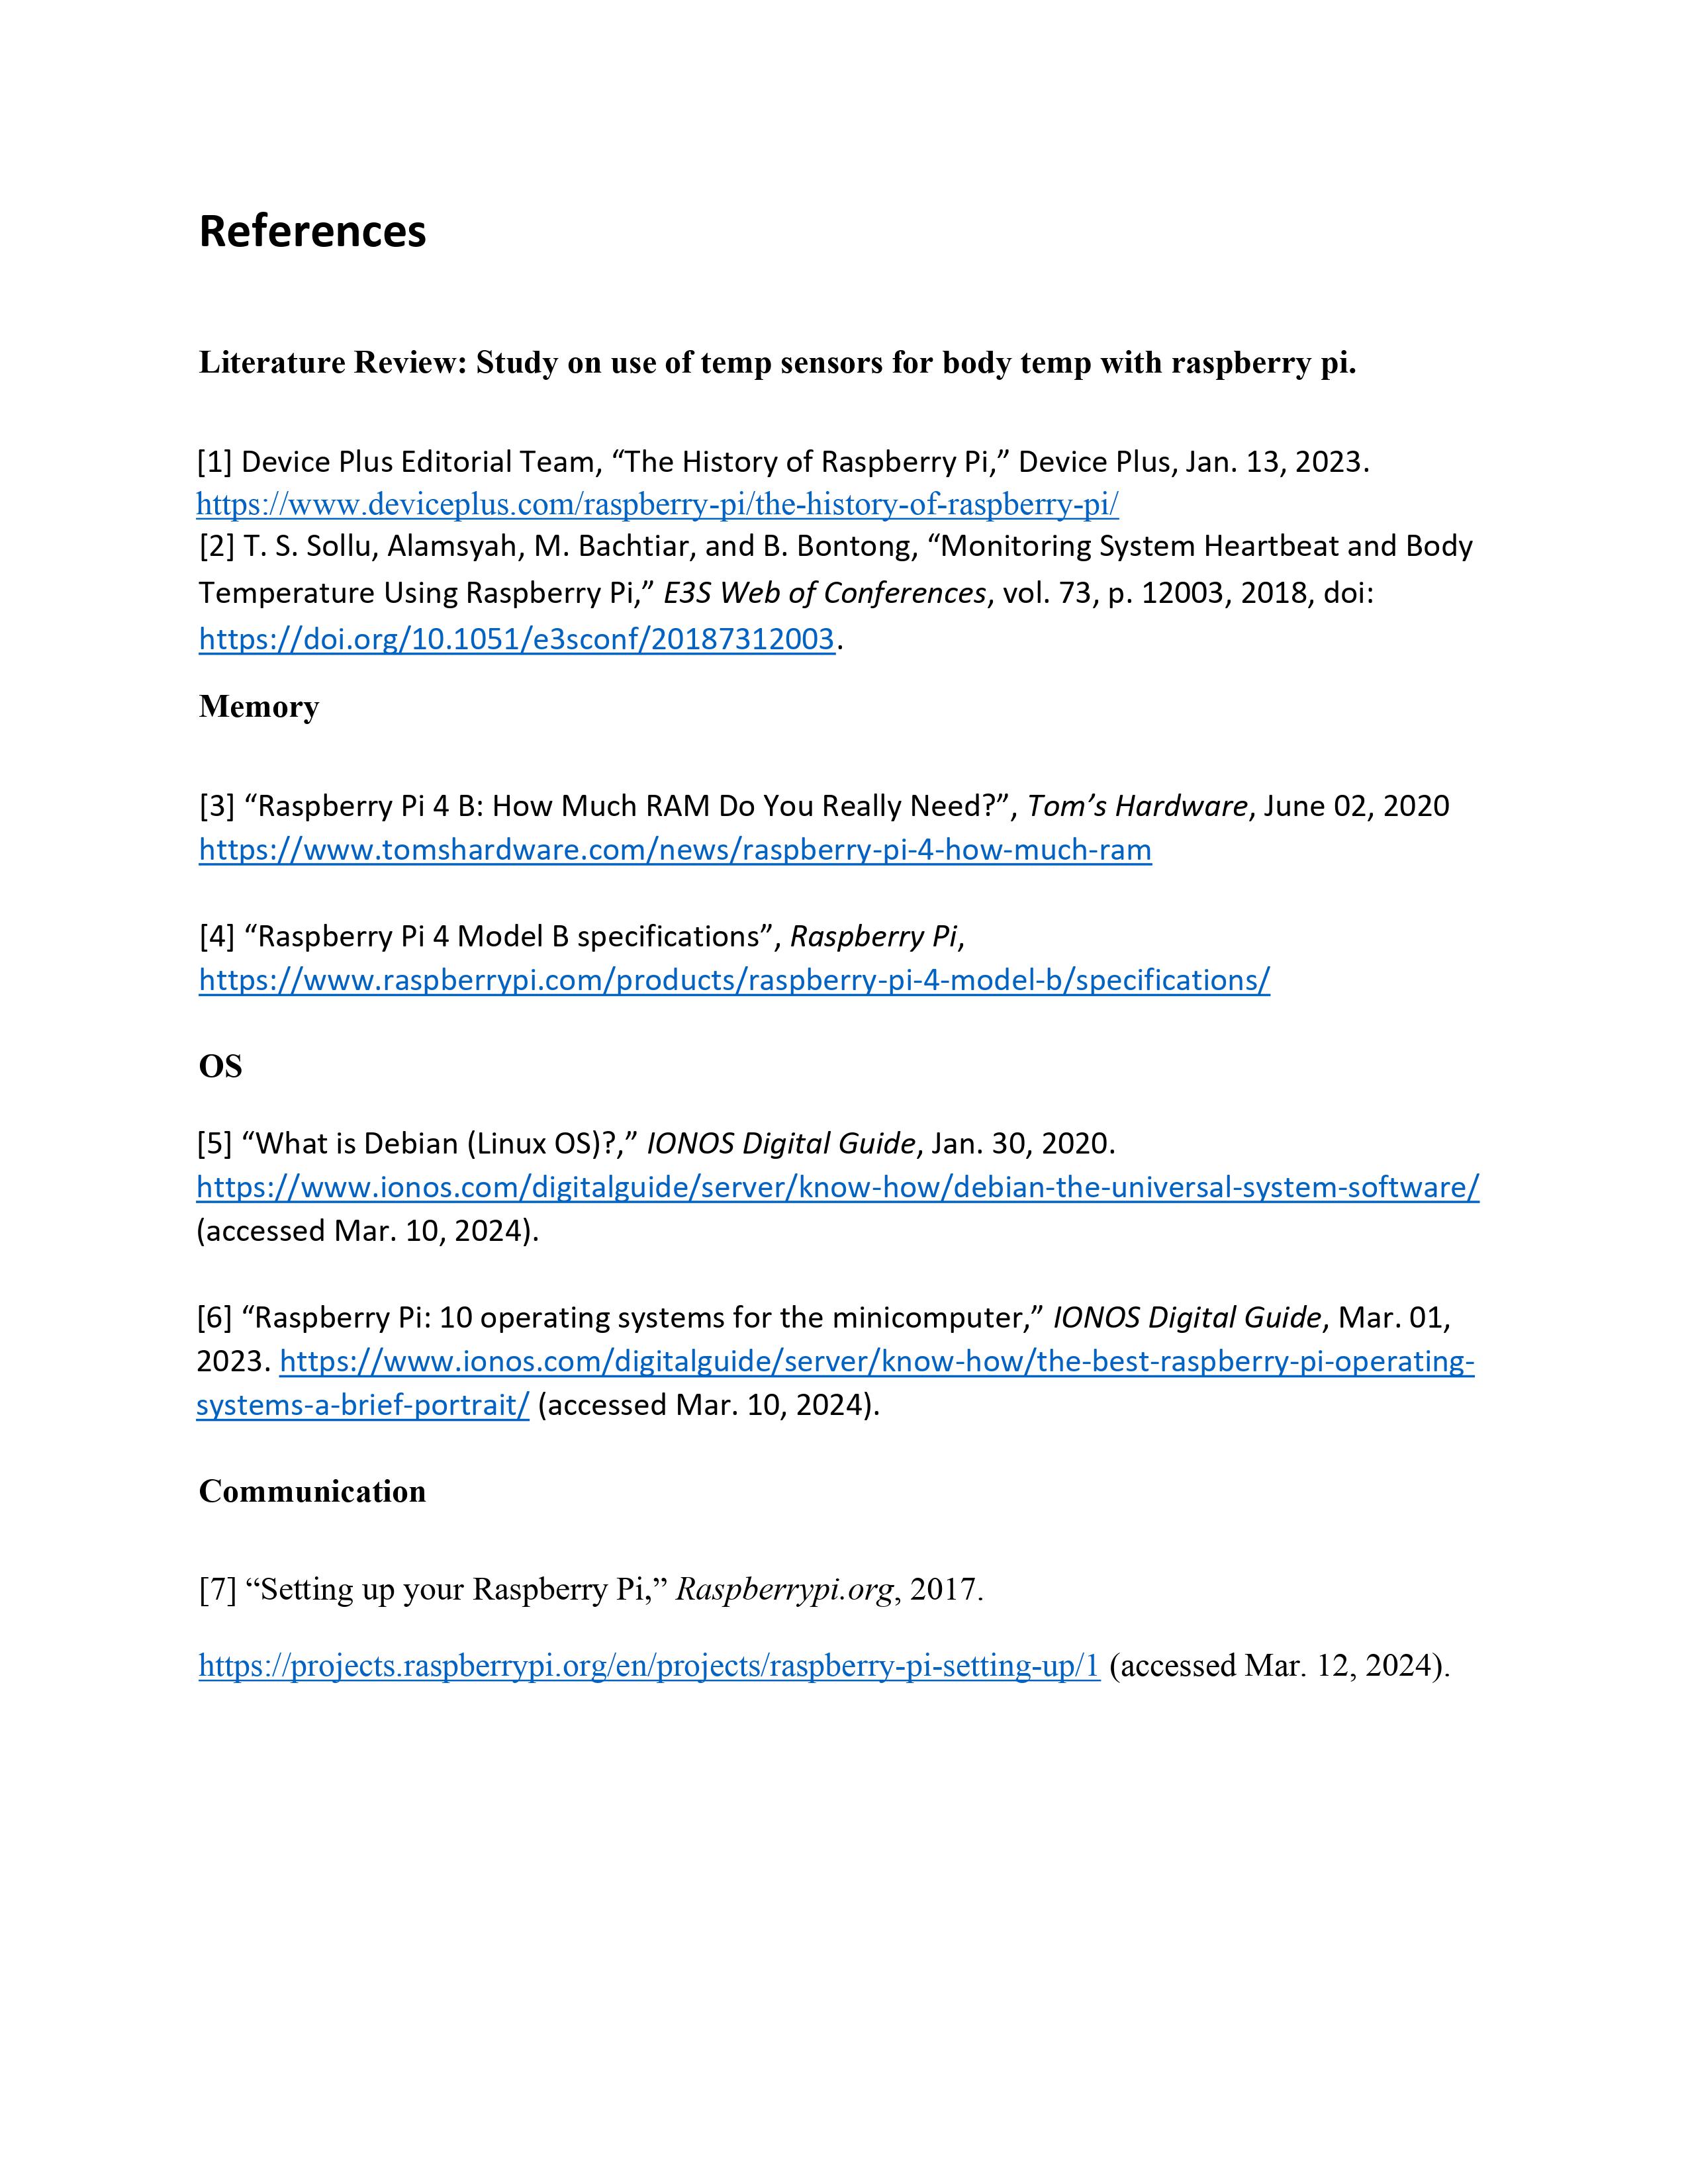 References
Literature Review: Study on use of temp sensors for body temp with raspberry pi.
[1] Device Plus Editorial Team, “The History of Raspberry Pi,” Device Plus, Jan. 13, 2023.
https://www.deviceplus.com/raspberry-pi/the-history-of-raspberry-pi/
[2] T. S. Sollu, Alamsyah, M. Bachtiar, and B. Bontong, “Monitoring System Heartbeat and Body
Temperature Using Raspberry Pi,” E3S Web of Conferences, vol. 73, p. 12003, 2018, doi:
https://doi.org/10.1051/e3sconf/20187312003.
Memory
[3] “Raspberry Pi 4 B: How Much RAM Do You Really Need?”, Tom’s Hardware, June 02, 2020
https://www.tomshardware.com/news/raspberry-pi-4-how-much-ram
[4] “Raspberry Pi 4 Model B specifications”, Raspberry Pi,
https://www.raspberrypi.com/products/raspberry-pi-4-model-b/specifications/
OS
[5] “What is Debian (Linux OS)?,” IONOS Digital Guide, Jan. 30, 2020.
https://www.ionos.com/digitalguide/server/know-how/debian-the-universal-system-software/
(accessed Mar. 10, 2024).
[6] “Raspberry Pi: 10 operating systems for the minicomputer,” IONOS Digital Guide, Mar. 01,
2023. https://www.ionos.com/digitalguide/server/know-how/the-best-raspberry-pi-operating-
systems-a-brief-portrait/ (accessed Mar. 10, 2024).
Communication
[7] “Setting up your Raspberry Pi,” Raspberrypi.org, 2017.
https://projects.raspberrypi.org/en/projects/raspberry-pi-setting-up/1 (accessed Mar. 12, 2024).